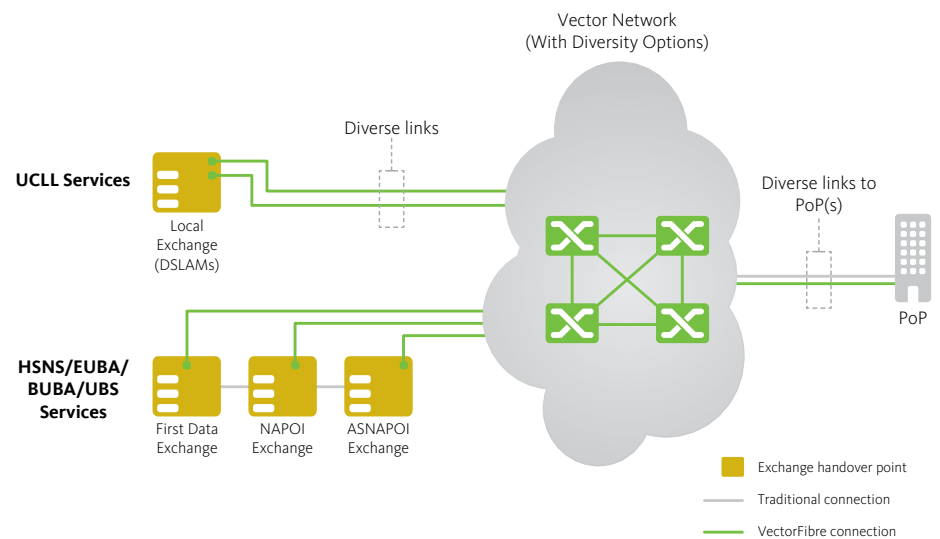 Vector Network
(With Diversity Options)
Diverse links
UCLL Services
Diverse links to
PoP(s)
Local
Exchange
(DSLAMs)
PoP
HSNS/EUBA/
BUBA/UBS
Services
First Data
Exchange
NAPOI
Exchange
ASNAPOI
Exchange
Exchange handover point
Traditional connection
VectorFibre connection